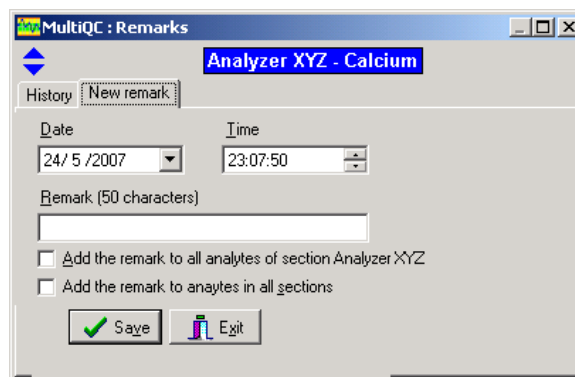 MultiQC : Remarks
Analyzer XYZ - Calcium
History New remark
Date Time
24/ 5 /2007 23:07:50
Remark (50 characters)
Add the remark to all analytes of section Analyzer XYZ
Add the remark to anaytes in all sections
Save Exit